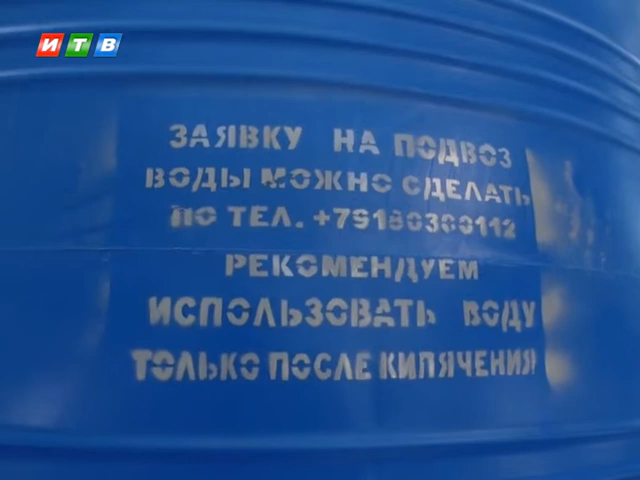 ИТВ
ЗАЯВКУ НА ПОДВОЗ
ВОДЫ МОЖНО СДЕЛАТЬ
ПО ТЕЛ. +79180300112
РЕКОМЕНДУЕМ
ИСПОЛЬЗОВАТЬ ВОДУ
ТОЛЬКО ПОСЛЕ КИПЯЧЕНИЯ!